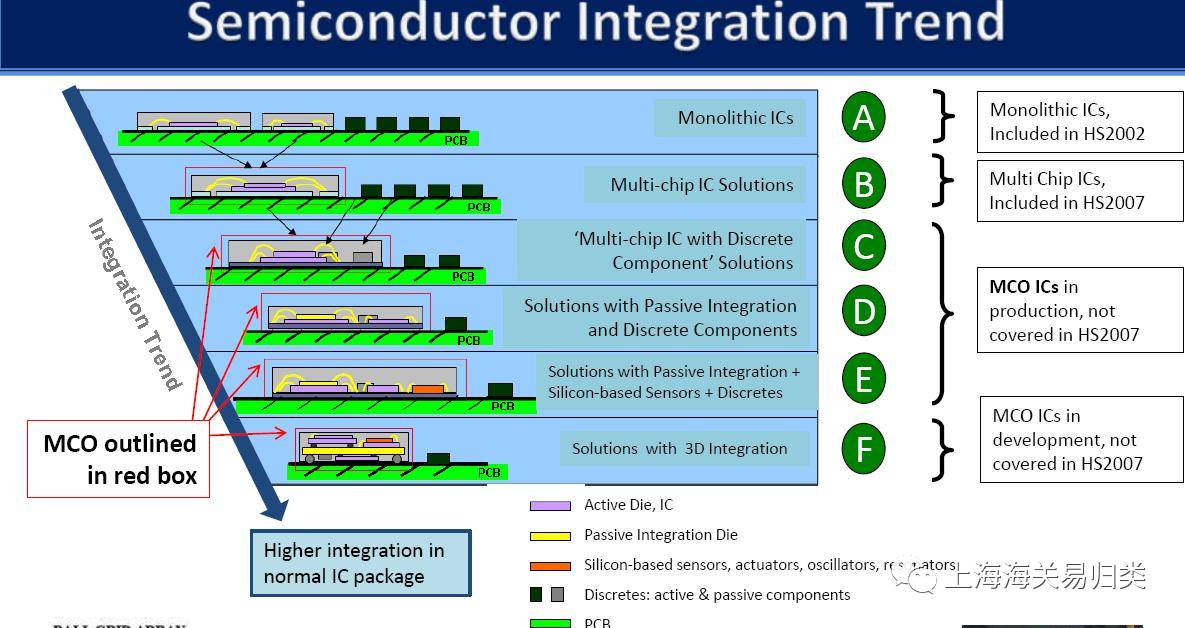 Semiconductor Integration Trend
Monolithic ICs
A
Monolithic ICs,
Included in HS2002
PCB
Multi-chip IC Solutions
B
Multi Chip ICs,
Included in HS2007
PCB
‘Multi-chip IC with Discrete
Component’ Solutions
C
PCB
Solutions with Passive Integration
and Discrete Components
D
MCO ICs in
production, not
covered in HS2007
PCB
Solutions with Passive Integration +
Silicon-based Sensors + Discretes
E
PCB
Solutions with 3D Integration
F
MCO ICs in
development, not
covered in HS2007
PCB
Integration Trend
MCO outlined
in red box
Higher integration in
normal IC package
Active Die, IC
Passive Integration Die
Silicon-based sensors, actuators, oscillators, resonators
Discretes: active & passive components
PCB
上海海关易归类
BALL GRID ARRAY